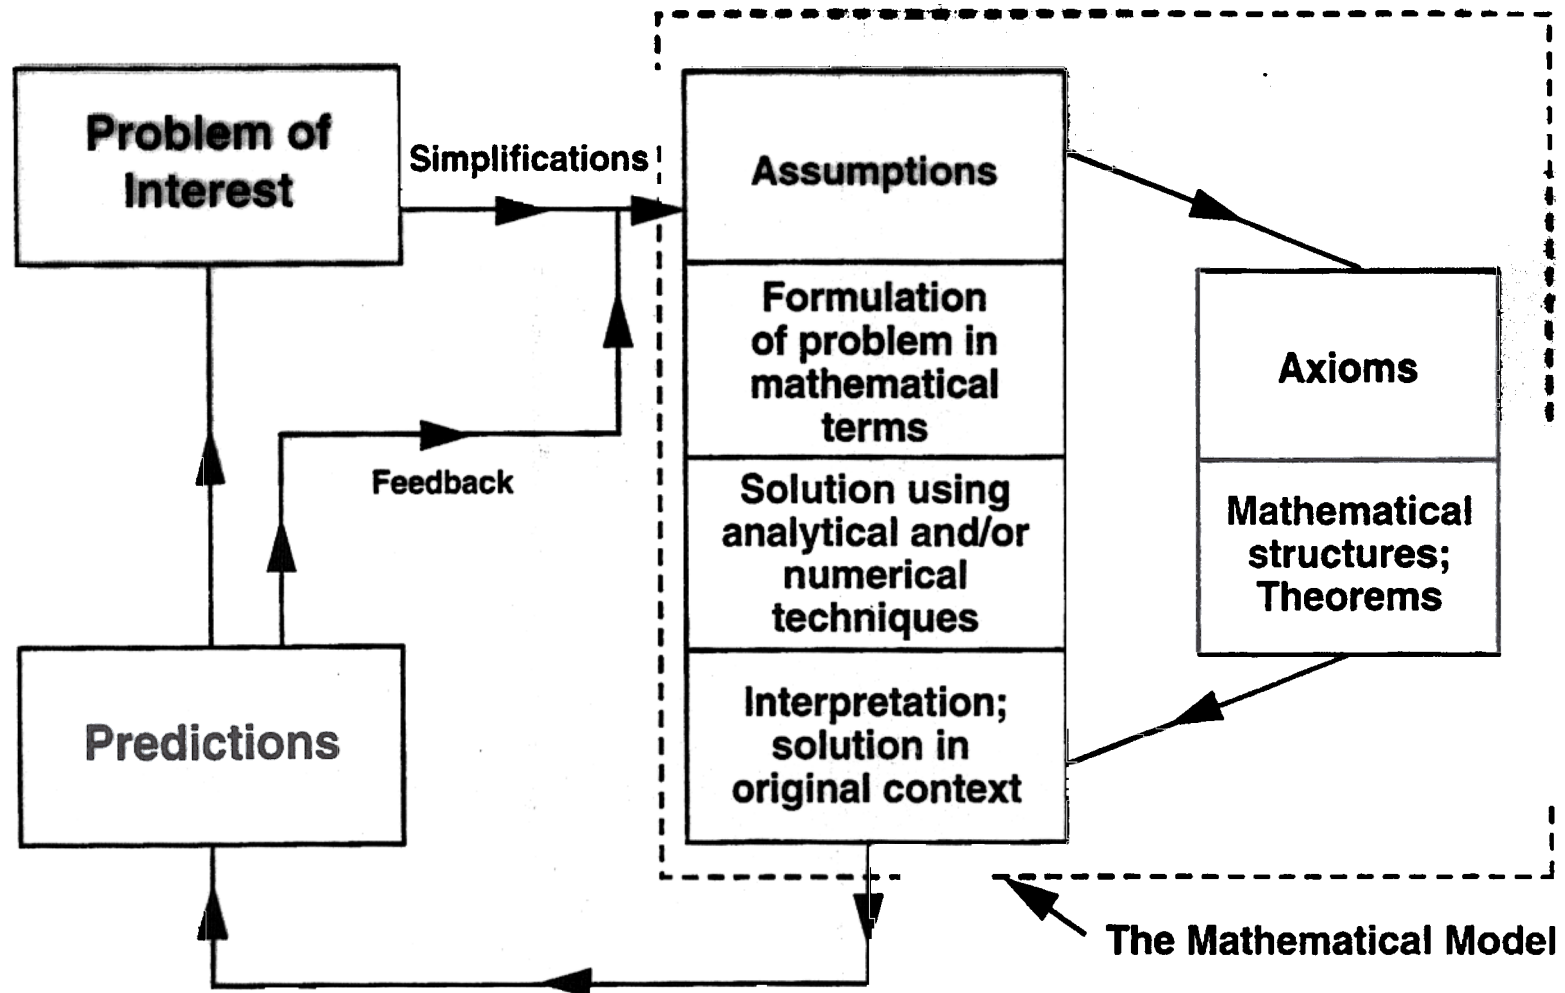 Problem of
Interest
Simplifications
Assumptions
Formulation
of problem in
mathematical
terms
Axioms
Feedback
Solution using
analytical and/or
numerical
techniques
Mathematical
structures;
Theorems
Predictions
Interpretation;
solution in
original context
The Mathematical Model